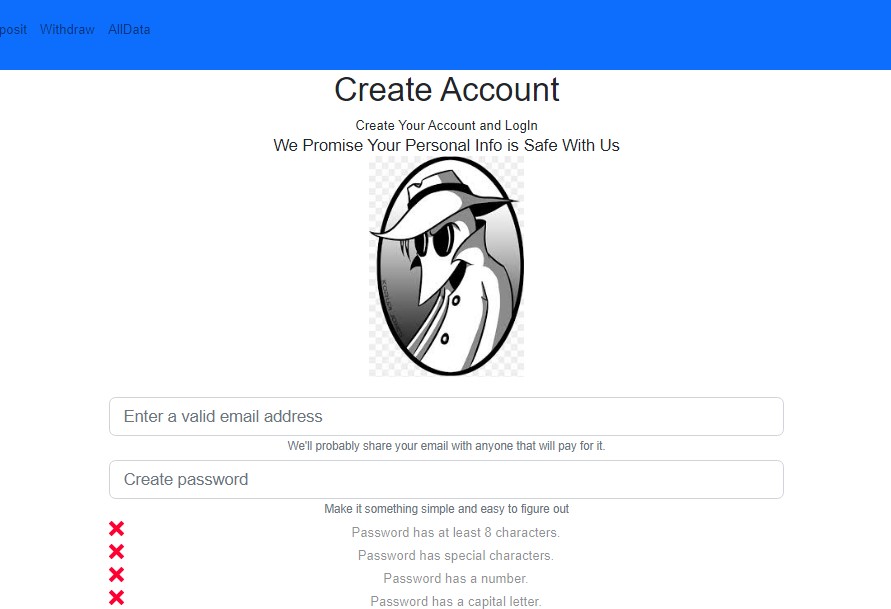 posit Withdraw AllData
Create Account
Create Your Account and LogIn
We Promise Your Personal Info is Safe With Us
Enter a valid email address
We'll probably share your email with anyone that will pay for it.
Create password
Make it something simple and easy to figure out
Password has at least 8 characters.
Password has special characters.
Password has a number.
Password has a capital letter.